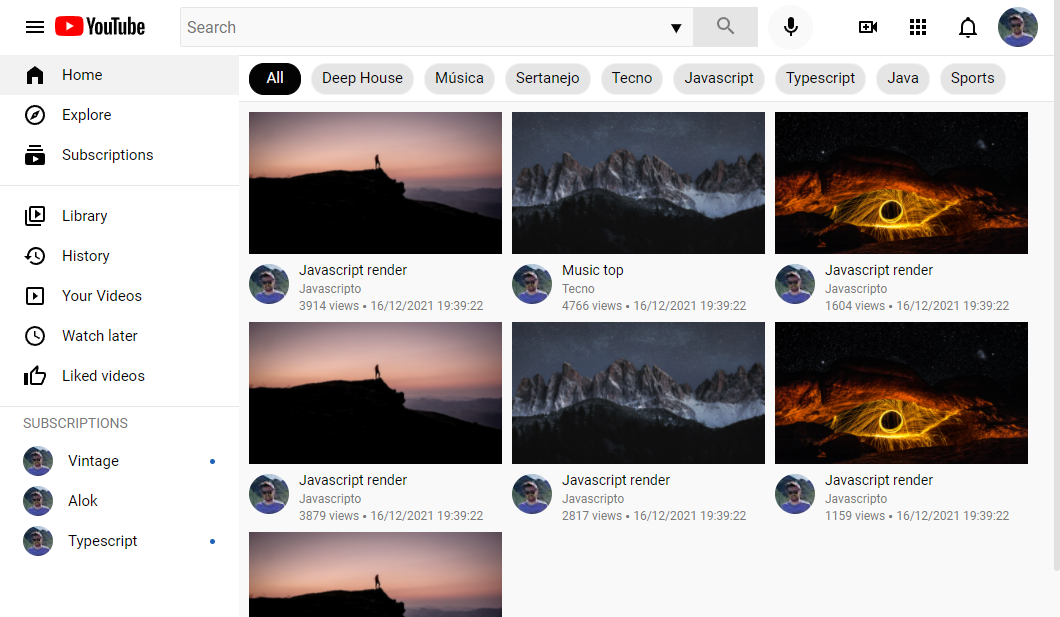 YouTube
Search
Home
Explore
Subscriptions
Library
History
Your Videos
Watch later
Liked videos
SUBSCRIPTIONS
Vintage
Alok
Typescript
All Deep House Música Sertanejo Tecno Javascript Typescript Java Sports
Javascript render
Javascripto
3914 views • 16/12/2021 19:39:22
Music top
Tecno
4766 views • 16/12/2021 19:39:22
Javascript render
Javascripto
1604 views • 16/12/2021 19:39:22
Javascript render
Javascripto
3879 views • 16/12/2021 19:39:22
Javascript render
Javascripto
2817 views • 16/12/2021 19:39:22
Javascript render
Javascripto
1159 views • 16/12/2021 19:39:22